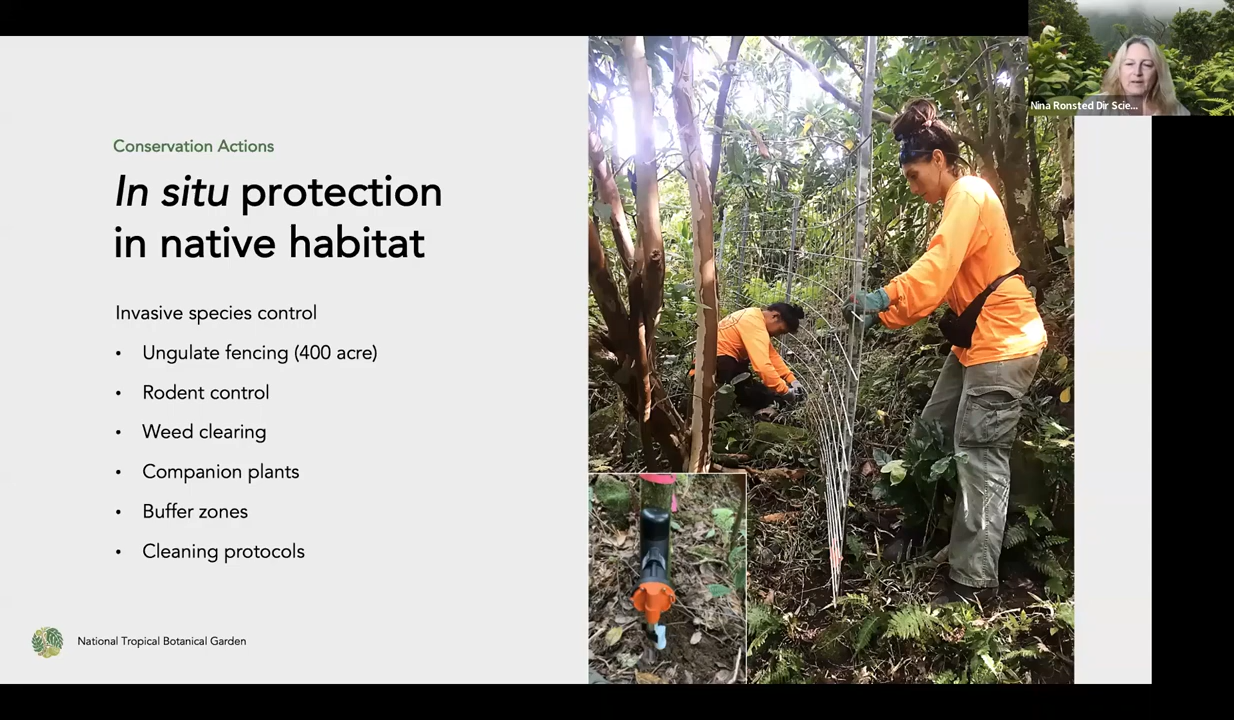 Nina Ronsted Dir Scie...
Conservation Actions
In situ protection
in native habitat
Invasive species control
• Ungulate fencing (400 acre)
• Rodent control
• Weed clearing
• Companion plants
• Buffer zones
• Cleaning protocols
National Tropical Botanical Garden